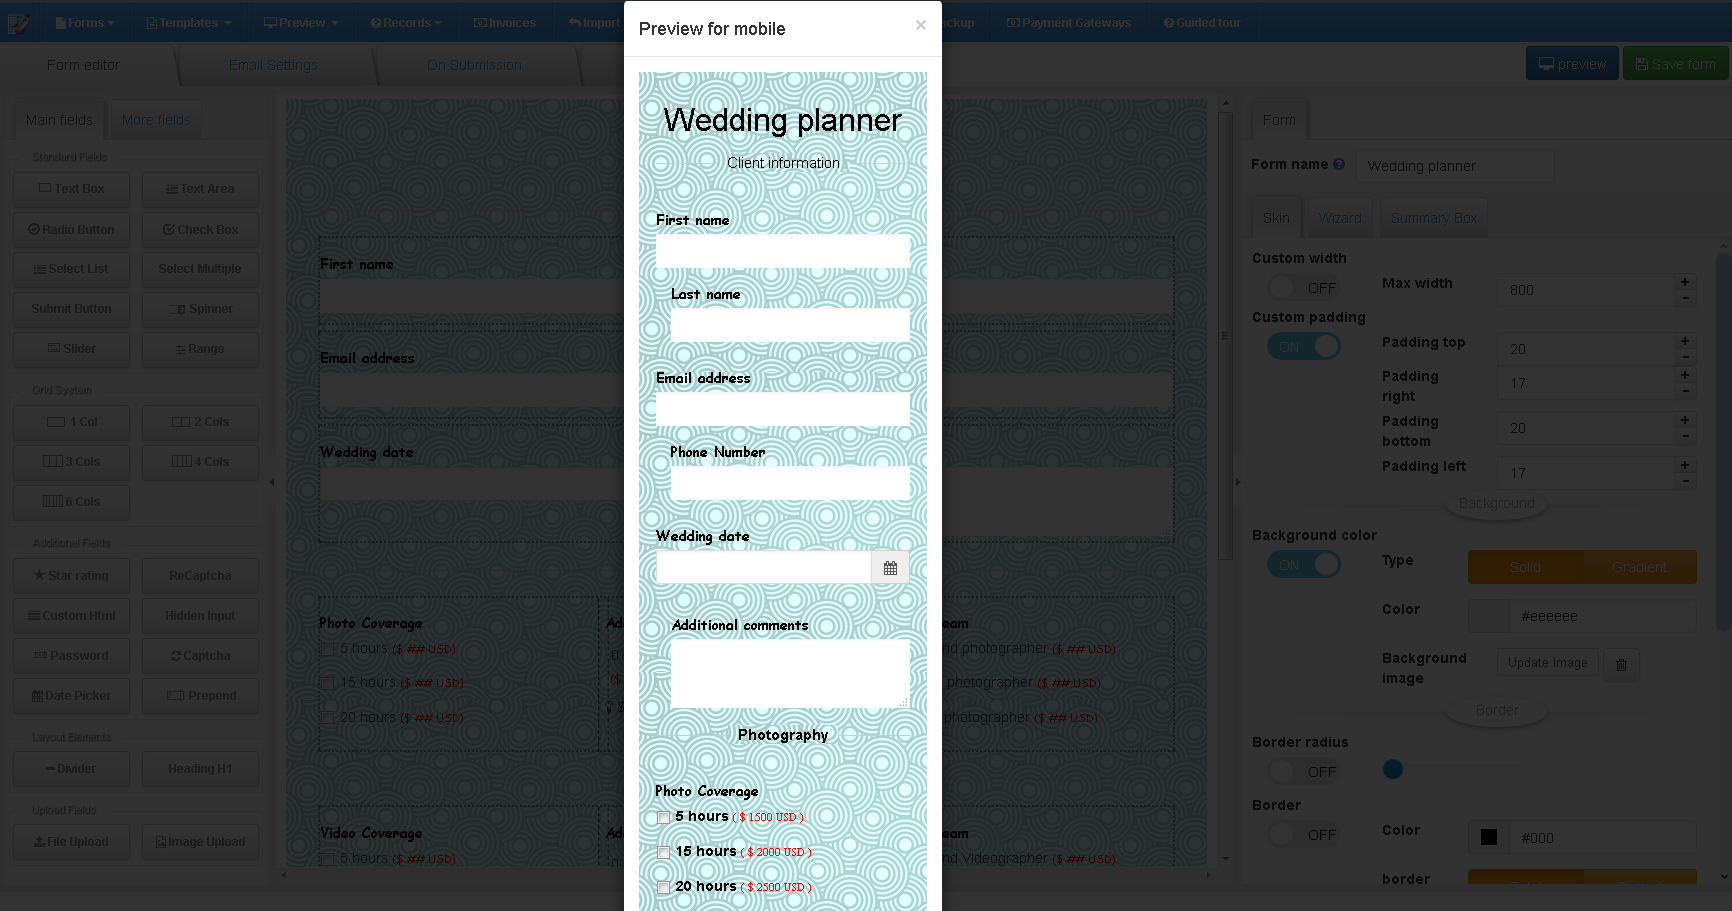 Forms Templates Preview Records Invoices Import ckup Payment Gateways Guided tour
Preview for mobile ×
Form editor Email Settings On Submission preview Save form
Main fields More fields
Standard Fields
Text Box Text Area
Radio Button Check Box
Select List Select Multiple
Submit Button Spinner
Slider Range
Grid System
1 Col 2 Cols
3 Cols 4 Cols
6 Cols
Additional Fields
Star rating ReCaptcha
Custom Html Hidden Input
Password Captcha
Date Picker Prepend
Layout Elements
Divider Heading H1
Upload Fields
File Upload Image Upload
First name
Email address
Wedding date
Photo Coverage
5 hours ($ ## USD)
15 hours ($ ## USD)
20 hours ($ ## USD)
Video Coverage
5 hours ($ ## USD)
Wedding planner
Client information
First name
Last name
Email address
Phone Number
Wedding date
Additional comments
Photography
Photo Coverage
5 hours ( $ 1500 USD )
15 hours ( $ 2000 USD )
20 hours ( $ 2500 USD )
eam
photographer ($ ## USD)
photographer ($ ## USD)
photographer ($ ## USD)
eam
nd Videographer ($ ## USD)
Form
Form name Wedding planner
Skin Wizard Summary Box
Custom width
OFF Max width 800
Custom padding
ON Padding top 20
Padding right 17
Padding bottom 20
Padding left 17
Background
Background color
ON Type Solid Gradient
Color #eeeeee
Background image Update Image
Border
Border radius
OFF
Border
OFF Color #000
border